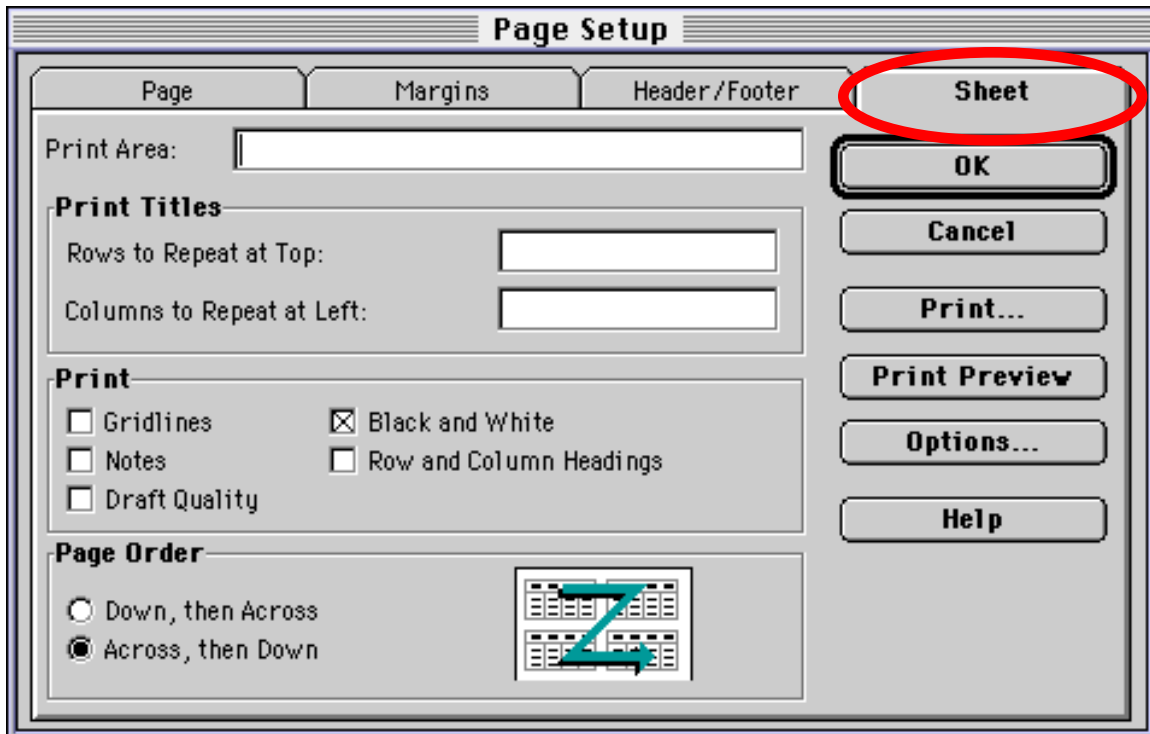 Page Setup
Page Margins Header/Footer Sheet
Print Area:
OK
Print Titles
Cancel
Rows to Repeat at Top:
Columns to Repeat at Left:
Print...
Print
Print Preview
Gridlines Black and White
Options...
Notes Row and Column Headings
Draft Quality
Help
Page Order
Down, then Across
Across, then Down